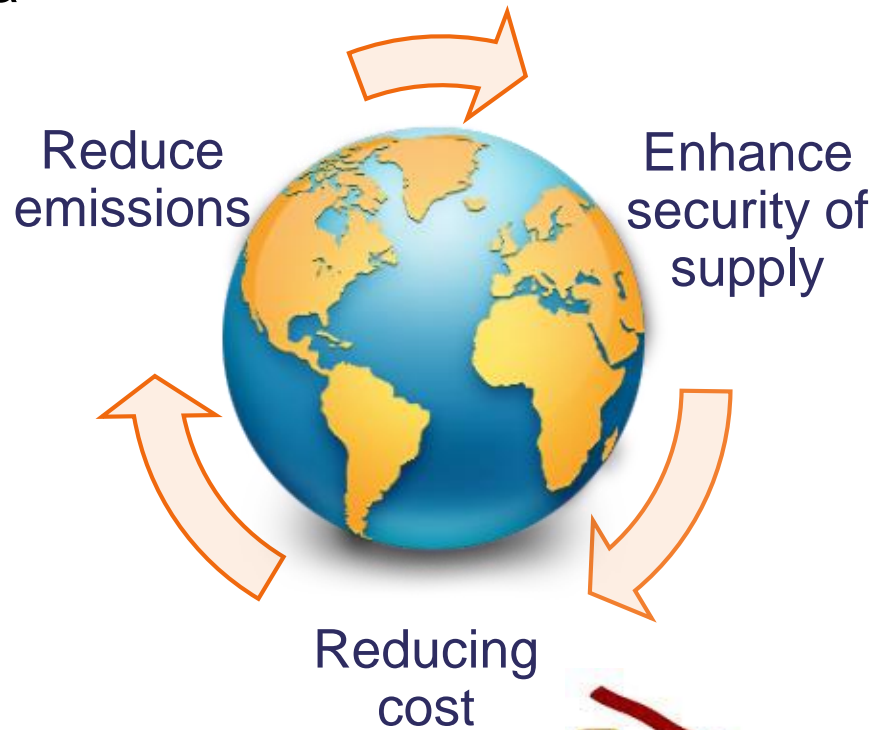 Reduce
emissions
Enhance
security of
supply
Reducing
cost